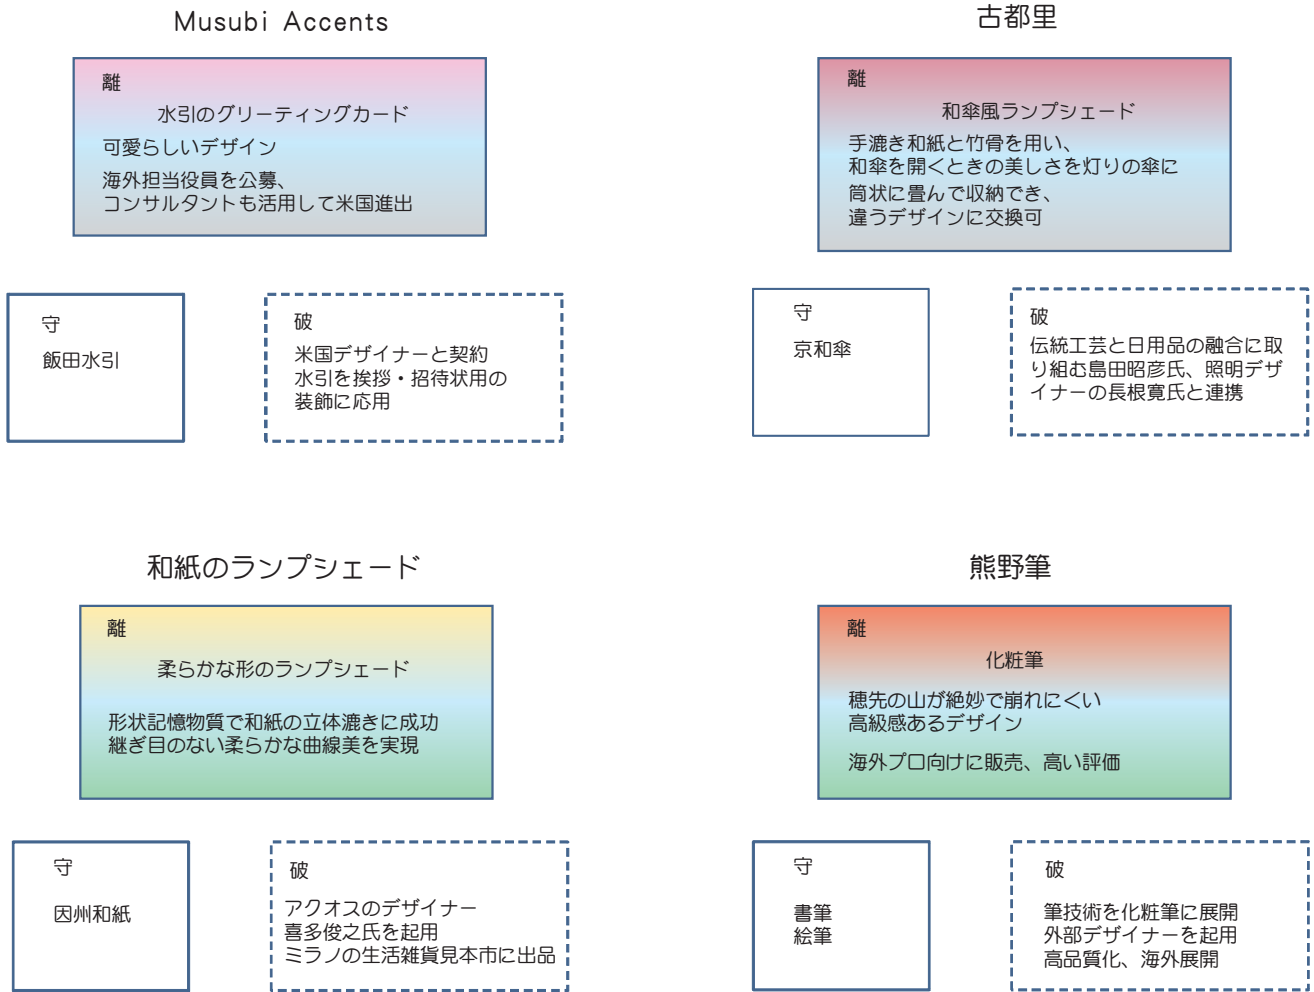 Musubi Accents
離
水引のグリーティングカード
可愛らしいデザイン
海外担当役員を公募、
コンサルタントも活用して米国進出
守
飯田水引
破
米国デザイナーと契約
水引を挨拶・招待状用の
装飾に応用
古都里
離
和傘風ランプシェード
手漉き和紙と竹骨を用い、
和傘を開くときの美しさを灯りの傘に
筒状に畳んで収納でき、
違うデザインに交換可
守
京和傘
破
伝統工芸と日用品の融合に取
り組む島田昭彦氏、照明デザ
イナーの長根寛氏と連携
和紙のランプシェード
離
柔らかな形のランプシェード
形状記憶物質で和紙の立体漉きに成功
継ぎ目のない柔らかな曲線美を実現
守
因州和紙
破
アクオスのデザイナー
喜多俊之氏を起用
ミラノの生活雑貨見本市に出品
熊野筆
離
化粧筆
穂先の山が絶妙で崩れにくい
高級感あるデザイン
海外プロ向けに販売、高い評価
守
書筆
絵筆
破
筆技術を化粧筆に展開
外部デザイナーを起用
高品質化、海外展開